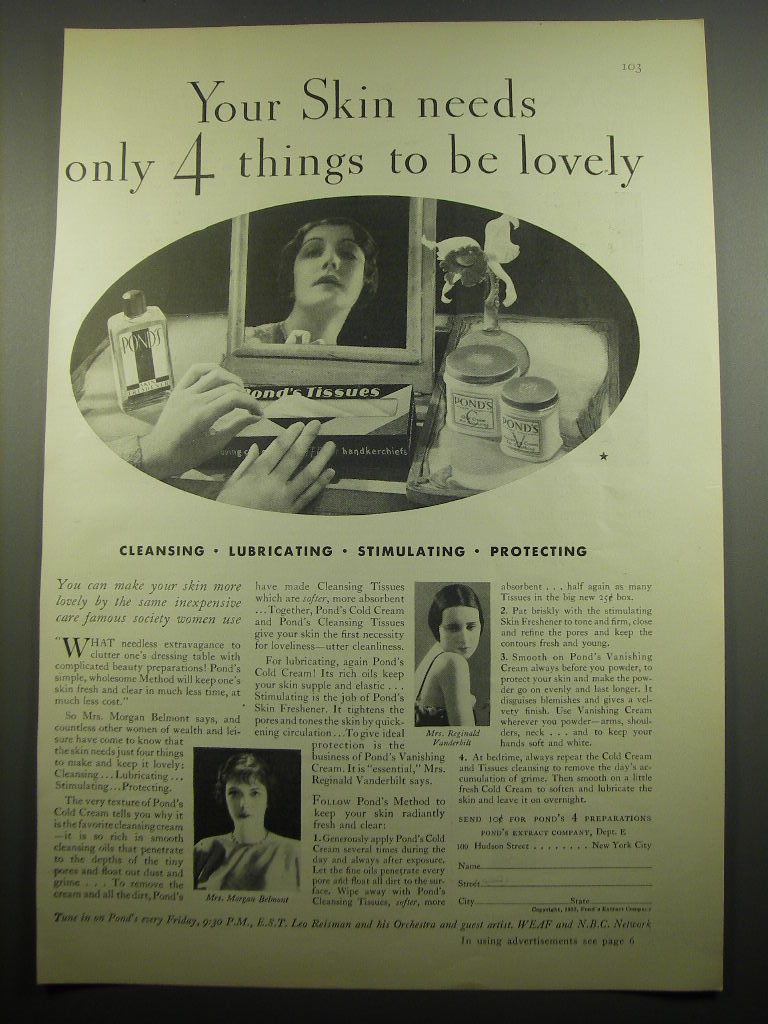 103
Your Skin needs
only 4 things to be lovely
POND'S
SKIN
FRESHENER
Pond's Tissues
handkerchiefs
POND'S
C
POND'S
V
CLEANSING · LUBRICATING · STIMULATING · PROTECTING
You can make your skin more
lovely by the same inexpensive
care famous society women use
"WHAT needless extravagance to
clutter one's dressing table with
complicated beauty preparations! Pond's
simple, wholesome Method will keep one's
skin fresh and clear in much less time, at
much less cost."
So Mrs. Morgan Belmont says, and
countless other women of wealth and lei-
sure have come to know that
the skin needs just four things
to make and keep it lovely:
Cleansing . . . Lubricating . . .
Stimulating . . . Protecting.
The very texture of Pond's
Cold Cream tells you why it
is the favorite cleansing cream
—it is so rich in smooth
cleansing oils that penetrate
to the depths of the tiny
pores and float out dust and
grime . . . To remove the
cream and all the dirt, Pond's
have made Cleansing Tissues
which are softer, more absorbent
. . . Together, Pond's Cold Cream
and Pond's Cleansing Tissues
give your skin the first necessity
for loveliness—utter cleanliness.
For lubricating, again Pond's
Cold Cream! Its rich oils keep
your skin supple and elastic . . .
Stimulating is the job of Pond's
Skin Freshener. It tightens the
pores and tones the skin by quick-
ening circulation . . . To give ideal
protection is the
business of Pond's Vanishing
Cream. It is "essential," Mrs.
Reginald Vanderbilt says.
FOLLOW Pond's Method to
keep your skin radiantly
fresh and clear:
1. Generously apply Pond's Cold
Cream several times during the
day and always after exposure.
Let the fine oils penetrate every
pore and float all dirt to the sur-
face. Wipe away with Pond's
Cleansing Tissues, softer, more
Mrs. Morgan Belmont
Mrs. Reginald
Vanderbilt
absorbent . . . half again as many
Tissues in the big new 25¢ box.
2. Pat briskly with the stimulating
Skin Freshener to tone and firm, close
and refine the pores and keep the
contours fresh and young.
3. Smooth on Pond's Vanishing
Cream always before you powder, to
protect your skin and make the pow-
der go on evenly and last longer. It
disguises blemishes and gives a vel-
vety finish. Use Vanishing Cream
wherever you powder—arms, shoul-
ders, neck . . . and to keep your
hands soft and white.
4. At bedtime, always repeat the Cold Cream
and Tissues cleansing to remove the day's ac-
cumulation of grime. Then smooth on a little
fresh Cold Cream to soften and lubricate the
skin and leave it on overnight.
SEND 10¢ FOR POND'S 4 PREPARATIONS
POND'S EXTRACT COMPANY, Dept. E
100 Hudson Street . . . . . . . . New York City
Name
Street
City State
Copyright, 1932, Pond's Extract Company
Tune in on Pond's every Friday, 9:30 P.M., E.S.T. Leo Reisman and his Orchestra and guest artist. WEAF and N.B.C. Network
In using advertisements see page 6